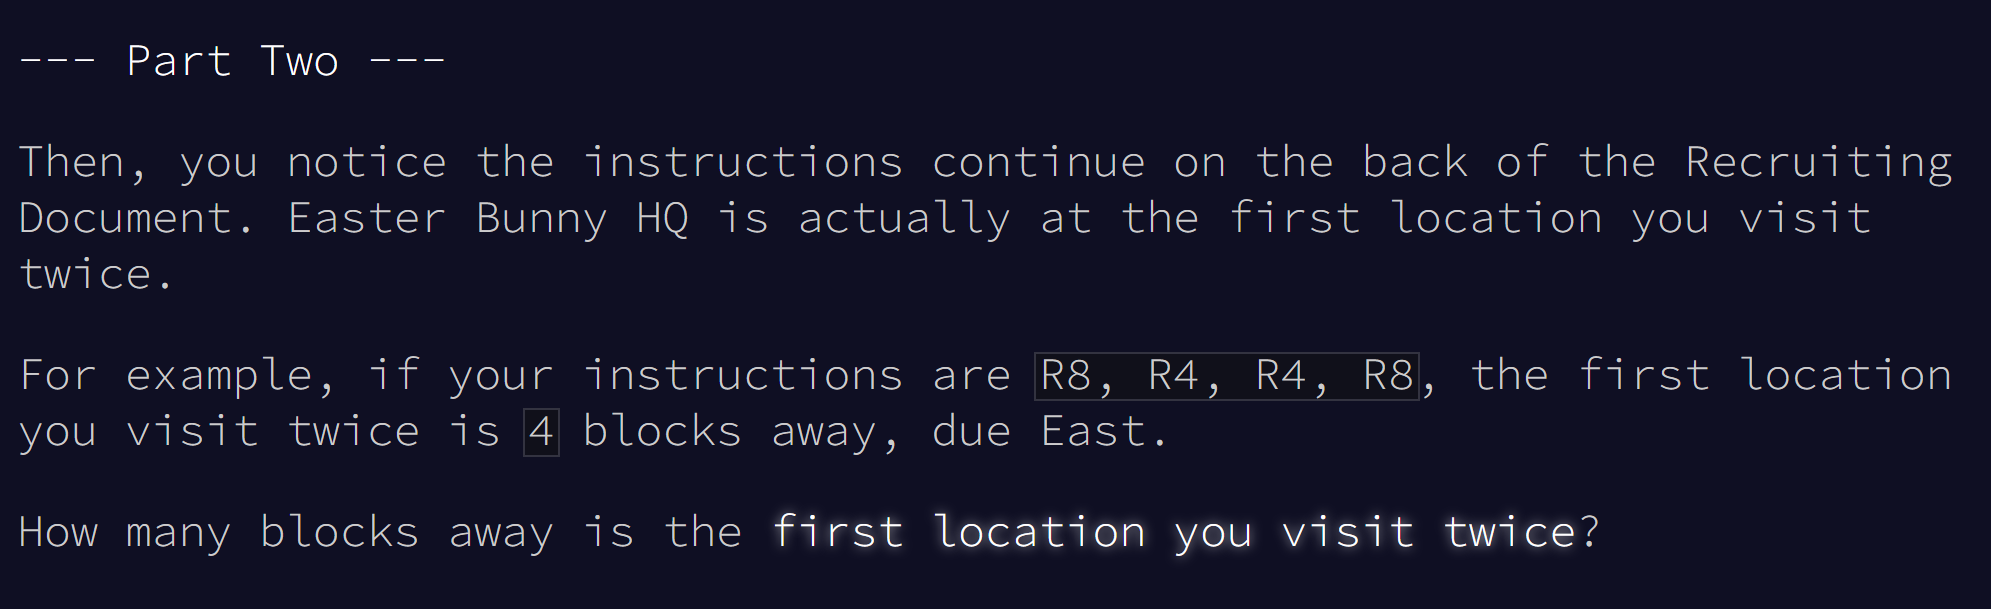 --- Part Two ---
Then, you notice the instructions continue on the back of the Recruiting
Document. Easter Bunny HQ is actually at the first location you visit
twice.
For example, if your instructions are R8, R4, R4, R8, the first location
you visit twice is 4 blocks away, due East.
How many blocks away is the first location you visit twice?